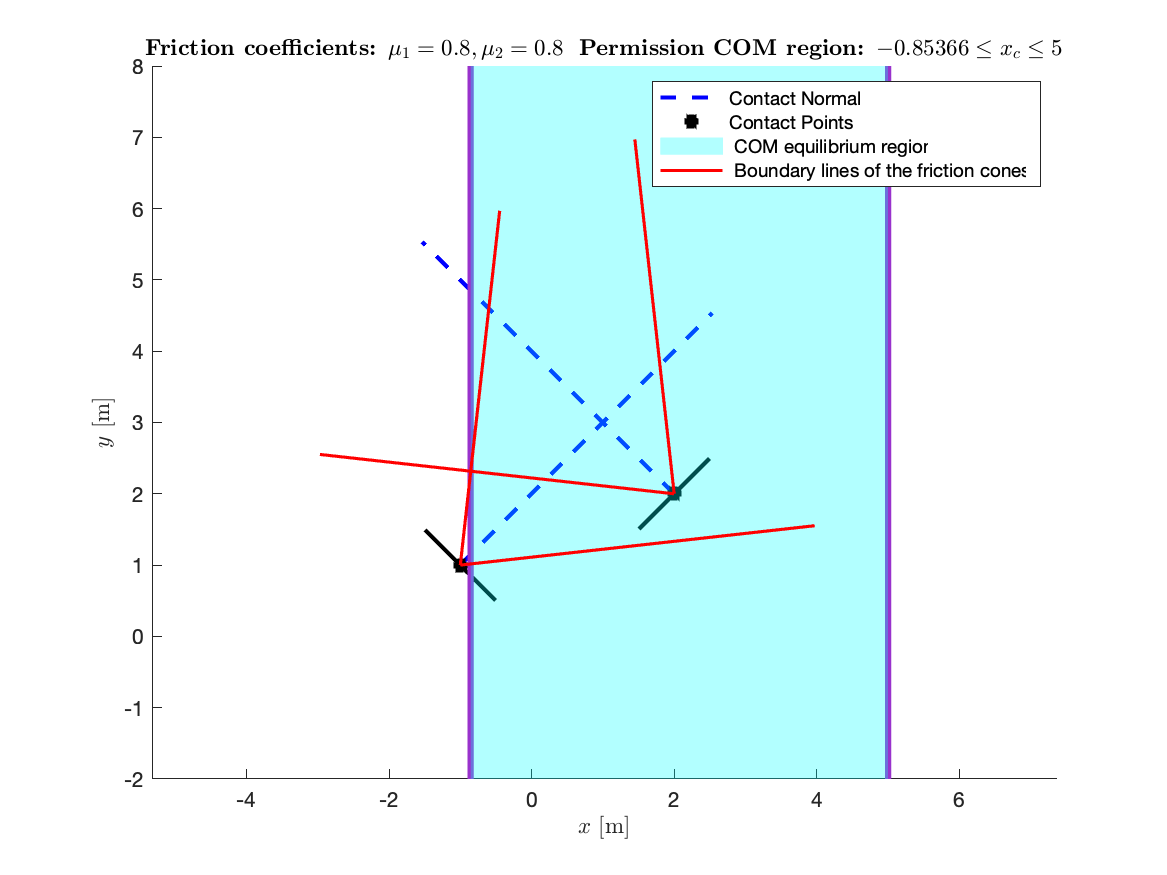 Friction coefficients: μ₁ = 0.8, μ₂ = 0.8 Permission COM region: −0.85366 ≤ x_c ≤ 5
8
7
6
5
4
3
2
1
0
-1
-2
y [m]
Contact Normal
Contact Points
COM equilibrium region
Boundary lines of the friction cones
-4
-2
0
2
4
6
x [m]